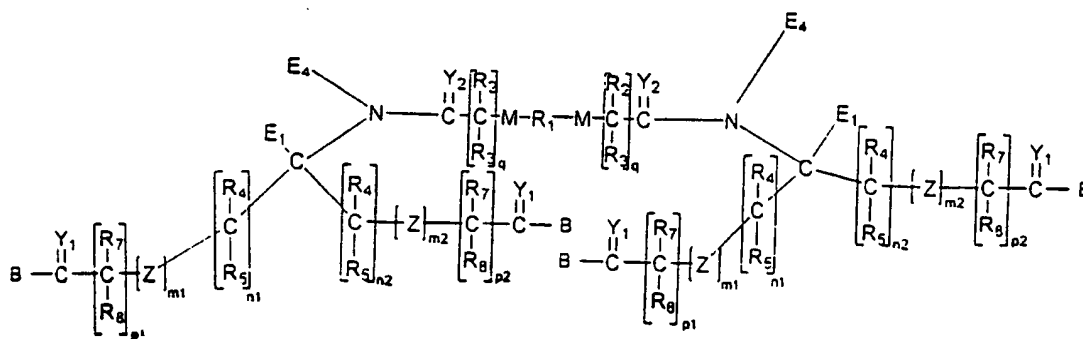 E4
E4 Y2 R3 R2 Y2
N—C—C—M—R1—M—C—C—N
E1 R3 q R3 q E1
C C
R4 R4 R7 Y1 R4 R4 R7 Y1
C C—(Z)m2—C—C—B C C—(Z)m2—C—C—B
Y1 R7 R5 R5 n2 R8 p2 Y1 R7 R5 R5 n2 R8 p2
B—C—C—(Z)m1 n1 B—C—C—(Z)m1 n1
R8 p1 R8 p1